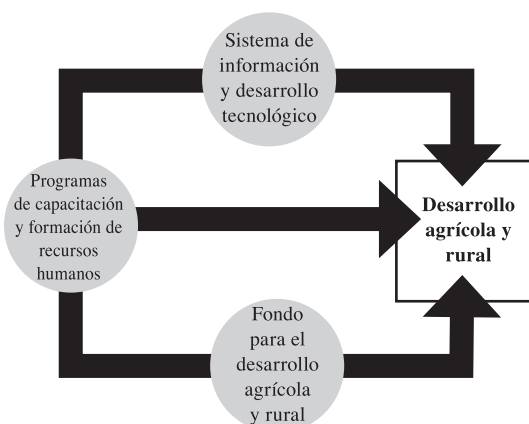 Sistema de
información
y desarrollo
tecnológico
Programas
de capacitación
y formación de
recursos
humanos
Desarrollo
agrícola y
rural
Fondo
para el
desarrollo
agrícola
y rural